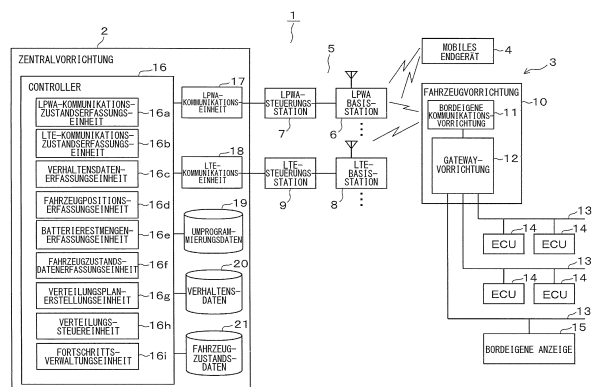 1
2
ZENTRALVORRICHTUNG
16
CONTROLLER
LPWA-KOMMUNIKATIONS-
ZUSTANDSERFASSUNGS-
EINHEIT
16a
LTE-KOMMUNIKATIONS-
ZUSTANDSERFASSUNGS-
EINHEIT
16b
VERHALTENSDATEN-
ERFASSUNGSEINHEIT
16c
FAHRZEUGPOSITIONS-
ERFASSUNGSEINHEIT
16d
BATTERIERESTMENGEN-
ERFASSUNGSEINHEIT
16e
FAHRZEUGZUSTANDS-
DATENERFASSUNGSEINHEIT
16f
VERTEILUNGSPLAN-
ERSTELLUNGSEINHEIT
16g
VERTEILUNGS-
STEUEREINHEIT
16h
FORTSCHRITTS-
VERWALTUNGSEINHEIT
16i
17
LPWA-
KOMMUNIKATIONS-
EINHEIT
18
LTE-
KOMMUNIKATIONS-
EINHEIT
19
UMPROGRAM-
MIERUNGSDATEN
20
VERHALTENS-
DATEN
21
FAHRZEUG-
ZUSTANDS-
DATEN
5
LPWA-
STEUERUNGS-
STATION
7
LPWA
BASIS-
STATION
6
LTE-
STEUERUNGS-
STATION
9
LTE-
BASIS-
STATION
8
MOBILES
ENDGERÄT
4
3
FAHRZEUGVORRICHTUNG
10
BORDEIGENE
KOMMUNIKATIONS-
VORRICHTUNG
11
GATEWAY-
VORRICHTUNG
12
13
14
14
ECU
ECU
13
14
14
ECU
ECU
13
15
BORDEIGENE ANZEIGE